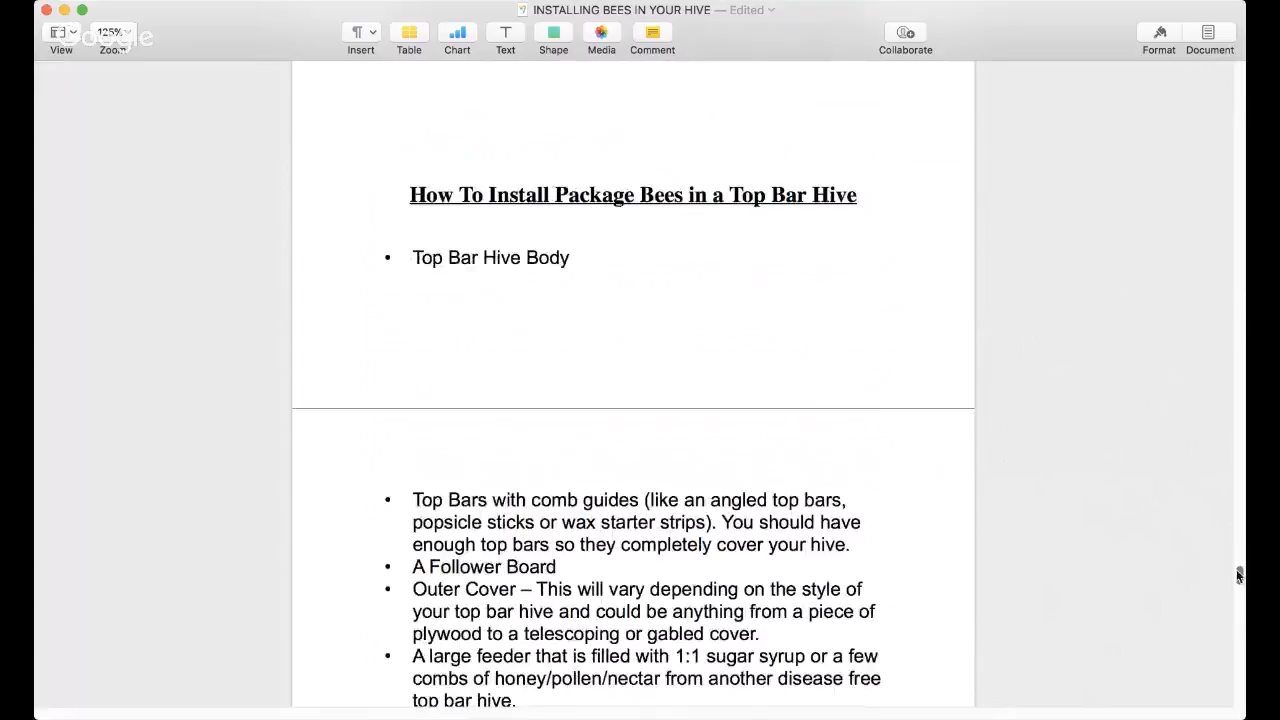 INSTALLING BEES IN YOUR HIVE — Edited
125%
Google
View
Zoom
Insert
Table
Chart
Text
Shape
Media
Comment
Collaborate
Format
Document
How To Install Package Bees in a Top Bar Hive
• Top Bar Hive Body
• Top Bars with comb guides (like an angled top bars,
popsicle sticks or wax starter strips). You should have
enough top bars so they completely cover your hive.
• A Follower Board
• Outer Cover – This will vary depending on the style of
your top bar hive and could be anything from a piece of
plywood to a telescoping or gabled cover.
• A large feeder that is filled with 1:1 sugar syrup or a few
combs of honey/pollen/nectar from another disease free
top bar hive.